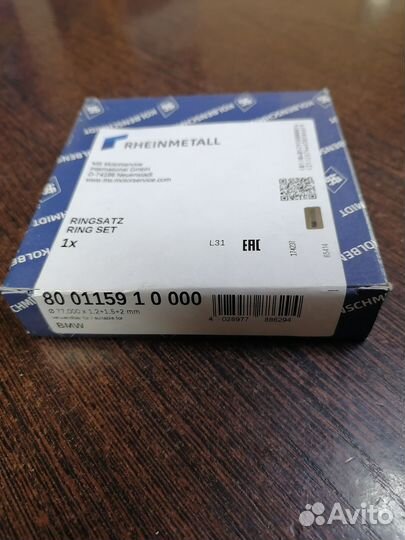 KOLBENSCHMIDT
RHEINMETALL
MS Motorservice
International GmbH
D-74196 Neuenstadt
www.ms-motorservice.com
RINGSATZ
RING SET
1x
L31
EAC
80 01159 1 0 000
Ø 77,000 x 1,2+1,5+2 mm
BMW
4 028977 886294
Avito